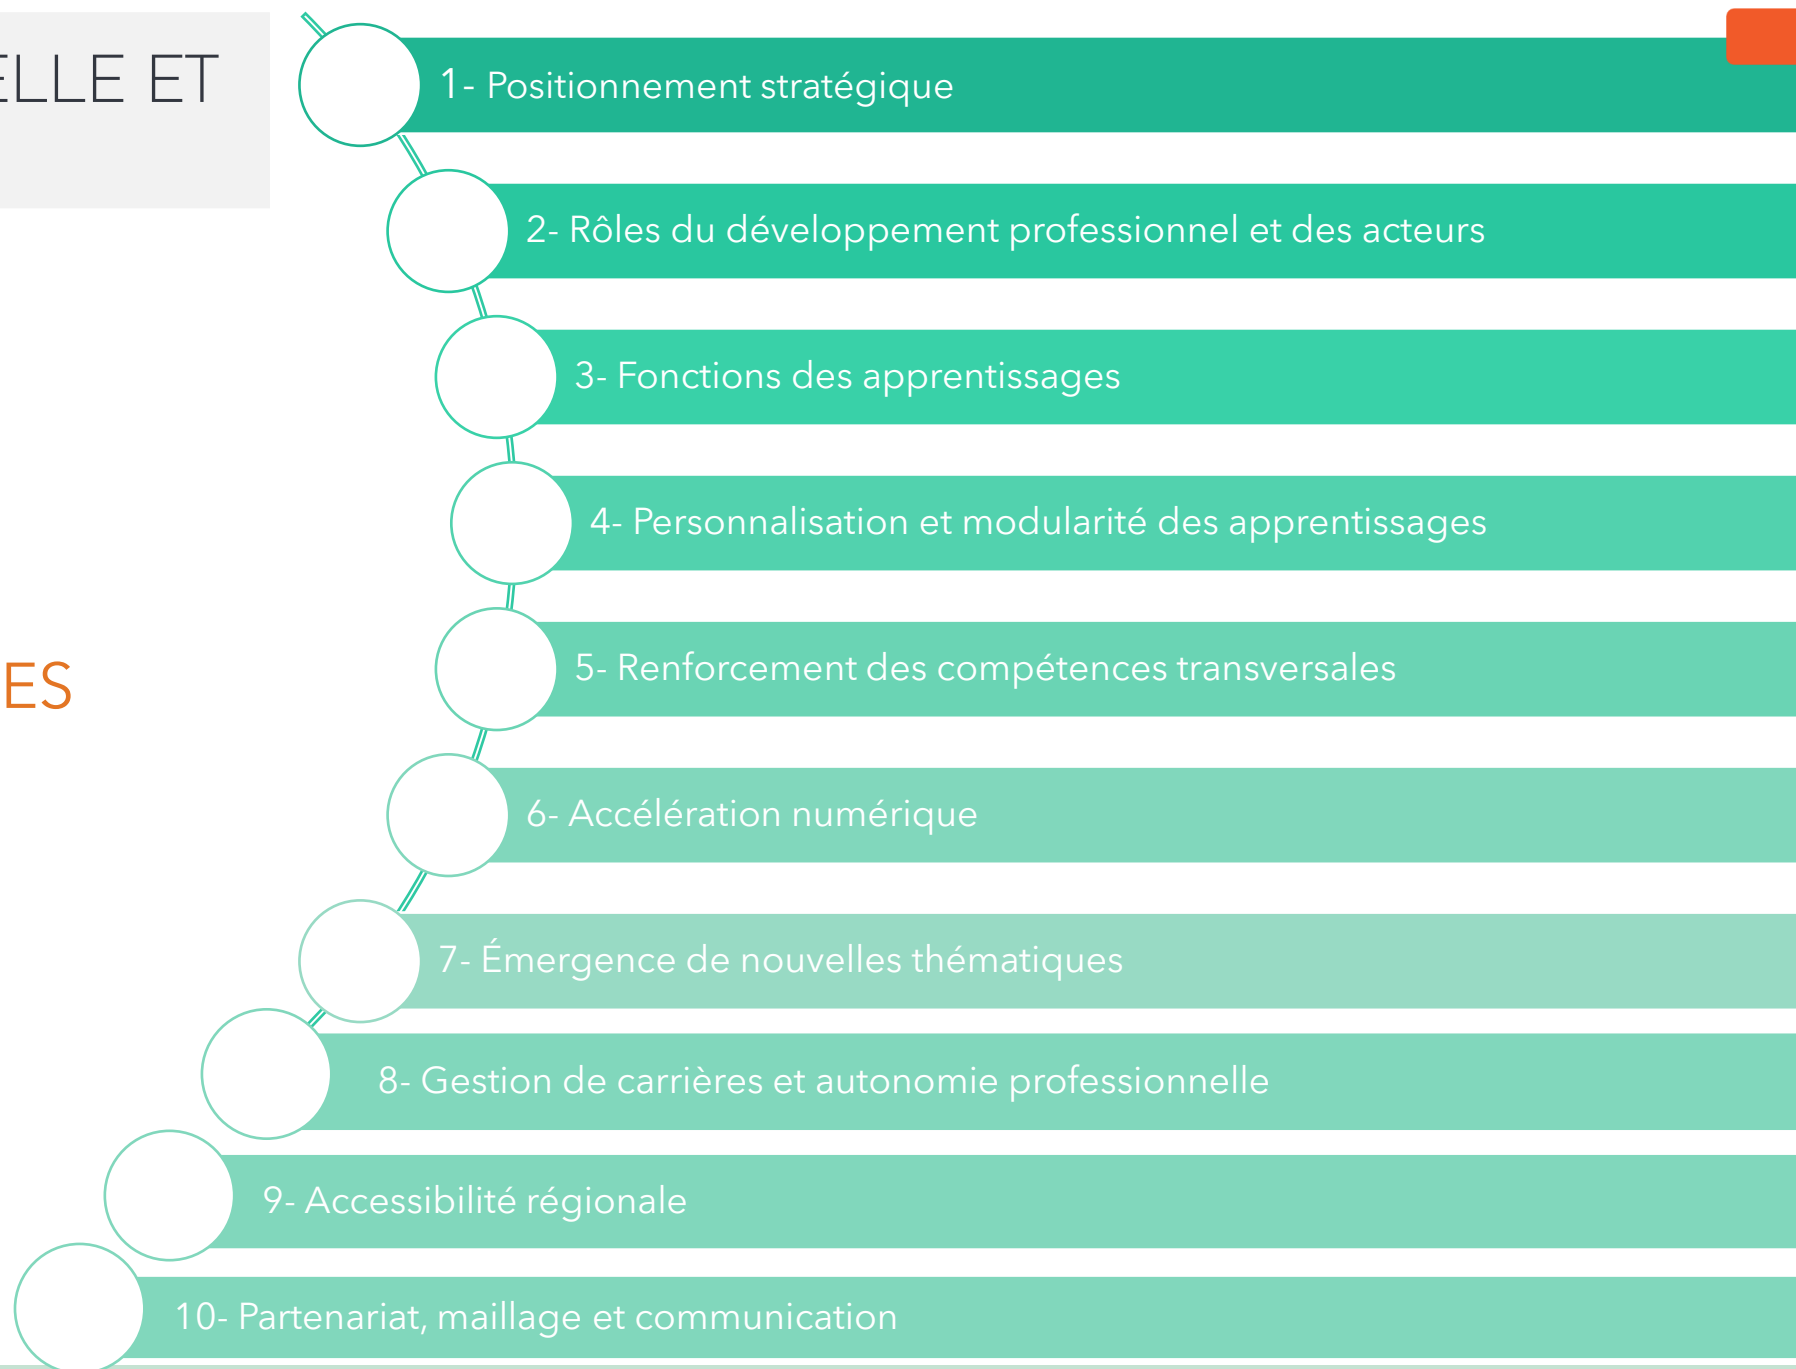 ELLE ET
1- Positionnement stratégique
2- Rôles du développement professionnel et des acteurs
3- Fonctions des apprentissages
4- Personnalisation et modularité des apprentissages
5- Renforcement des compétences transversales
ES
6- Accélération numérique
7- Émergence de nouvelles thématiques
8- Gestion de carrières et autonomie professionnelle
9- Accessibilité régionale
10- Partenariat, maillage et communication